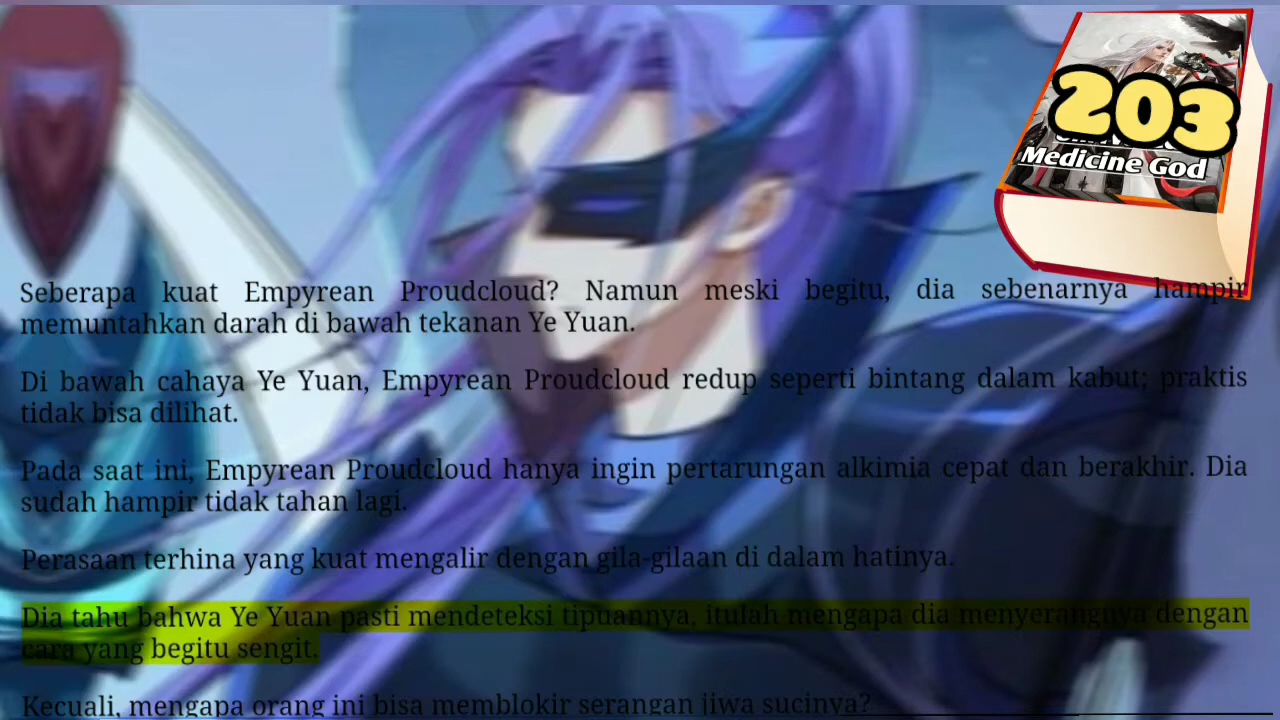 203
Medicine God
Seberapa kuat Empyrean Proudcloud? Namun meski begitu, dia sebenarnya hampir
memuntahkan darah di bawah tekanan Ye Yuan.
Di bawah cahaya Ye Yuan, Empyrean Proudcloud redup seperti bintang dalam kabut; praktis
tidak bisa dilihat.
Pada saat ini, Empyrean Proudcloud hanya ingin pertarungan alkimia cepat dan berakhir. Dia
sudah hampir tidak tahan lagi.
Perasaan terhina yang kuat mengalir dengan gila-gilaan di dalam hatinya.
Dia tahu bahwa Ye Yuan pasti mendeteksi tipuannya, itulah mengapa dia menyerangnya dengan
cara yang begitu sengit.
Kecuali, mengapa orang ini bisa memblokir serangan jiwa sucinya?